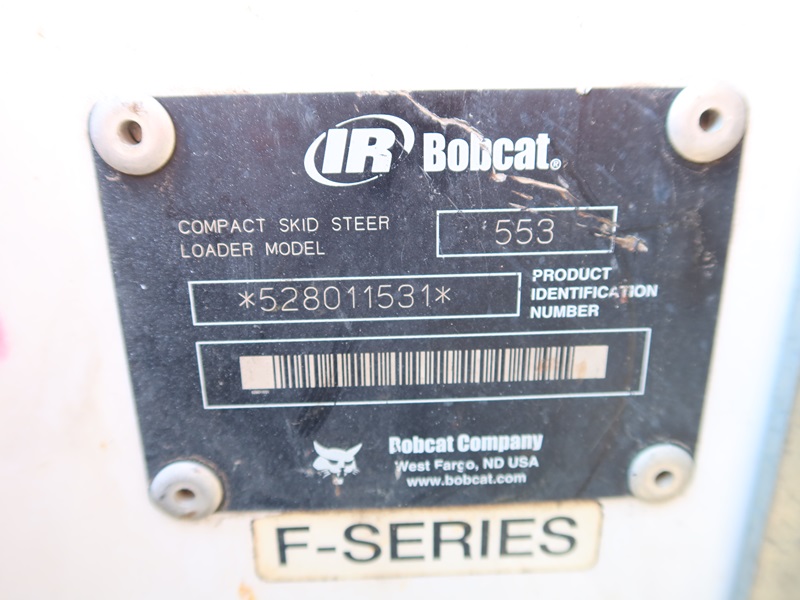 IR Bobcat®
COMPACT SKID STEER
LOADER MODEL
553
*528011531*
PRODUCT
IDENTIFICATION
NUMBER
Bobcat Company
West Fargo, ND USA
www.bobcat.com
F-SERIES